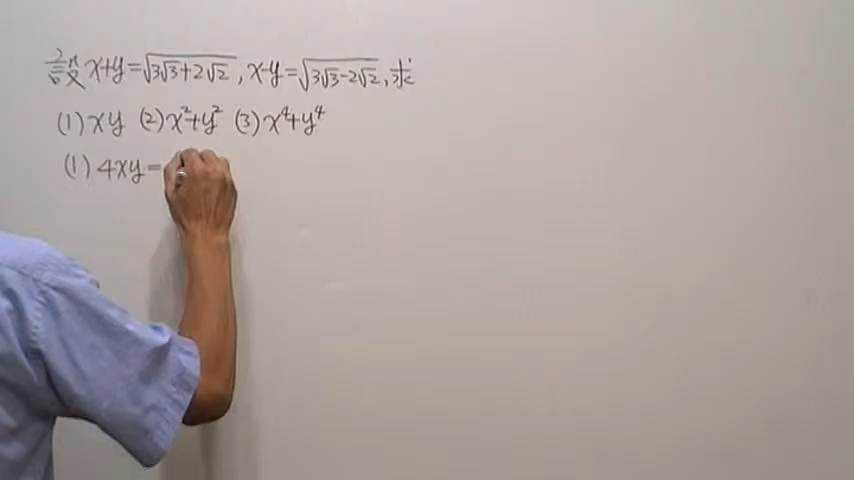 設 x+y=√(3√3+2√2), x-y=√(3√3-2√2), 求
(1) xy (2) x²+y² (3) x⁴+y⁴
(1) 4xy=